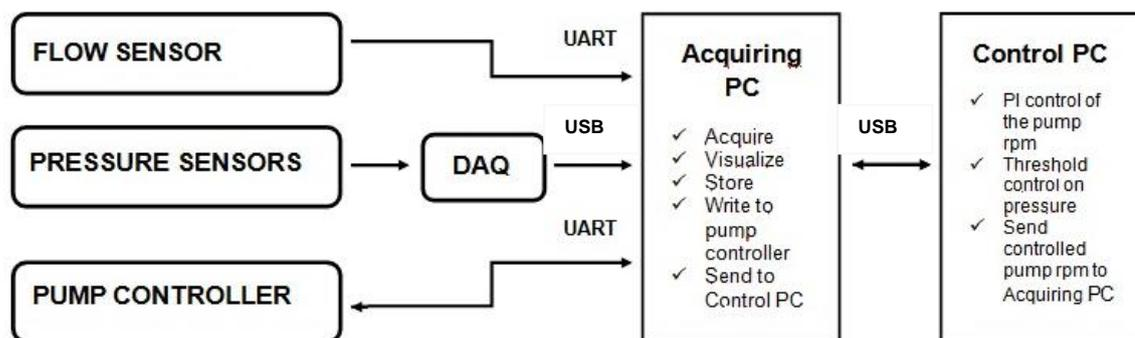 FLOW SENSOR
UART
PRESSURE SENSORS
DAQ
USB
UART
PUMP CONTROLLER
Acquiring
PC
✓ Acquire
✓ Visualize
✓ Store
✓ Write to
pump
controller
✓ Send to
Control PC
USB
Control PC
✓ PI control of
the pump
rpm
✓ Threshold
control on
pressure
✓ Send
controlled
pump rpm to
Acquiring PC